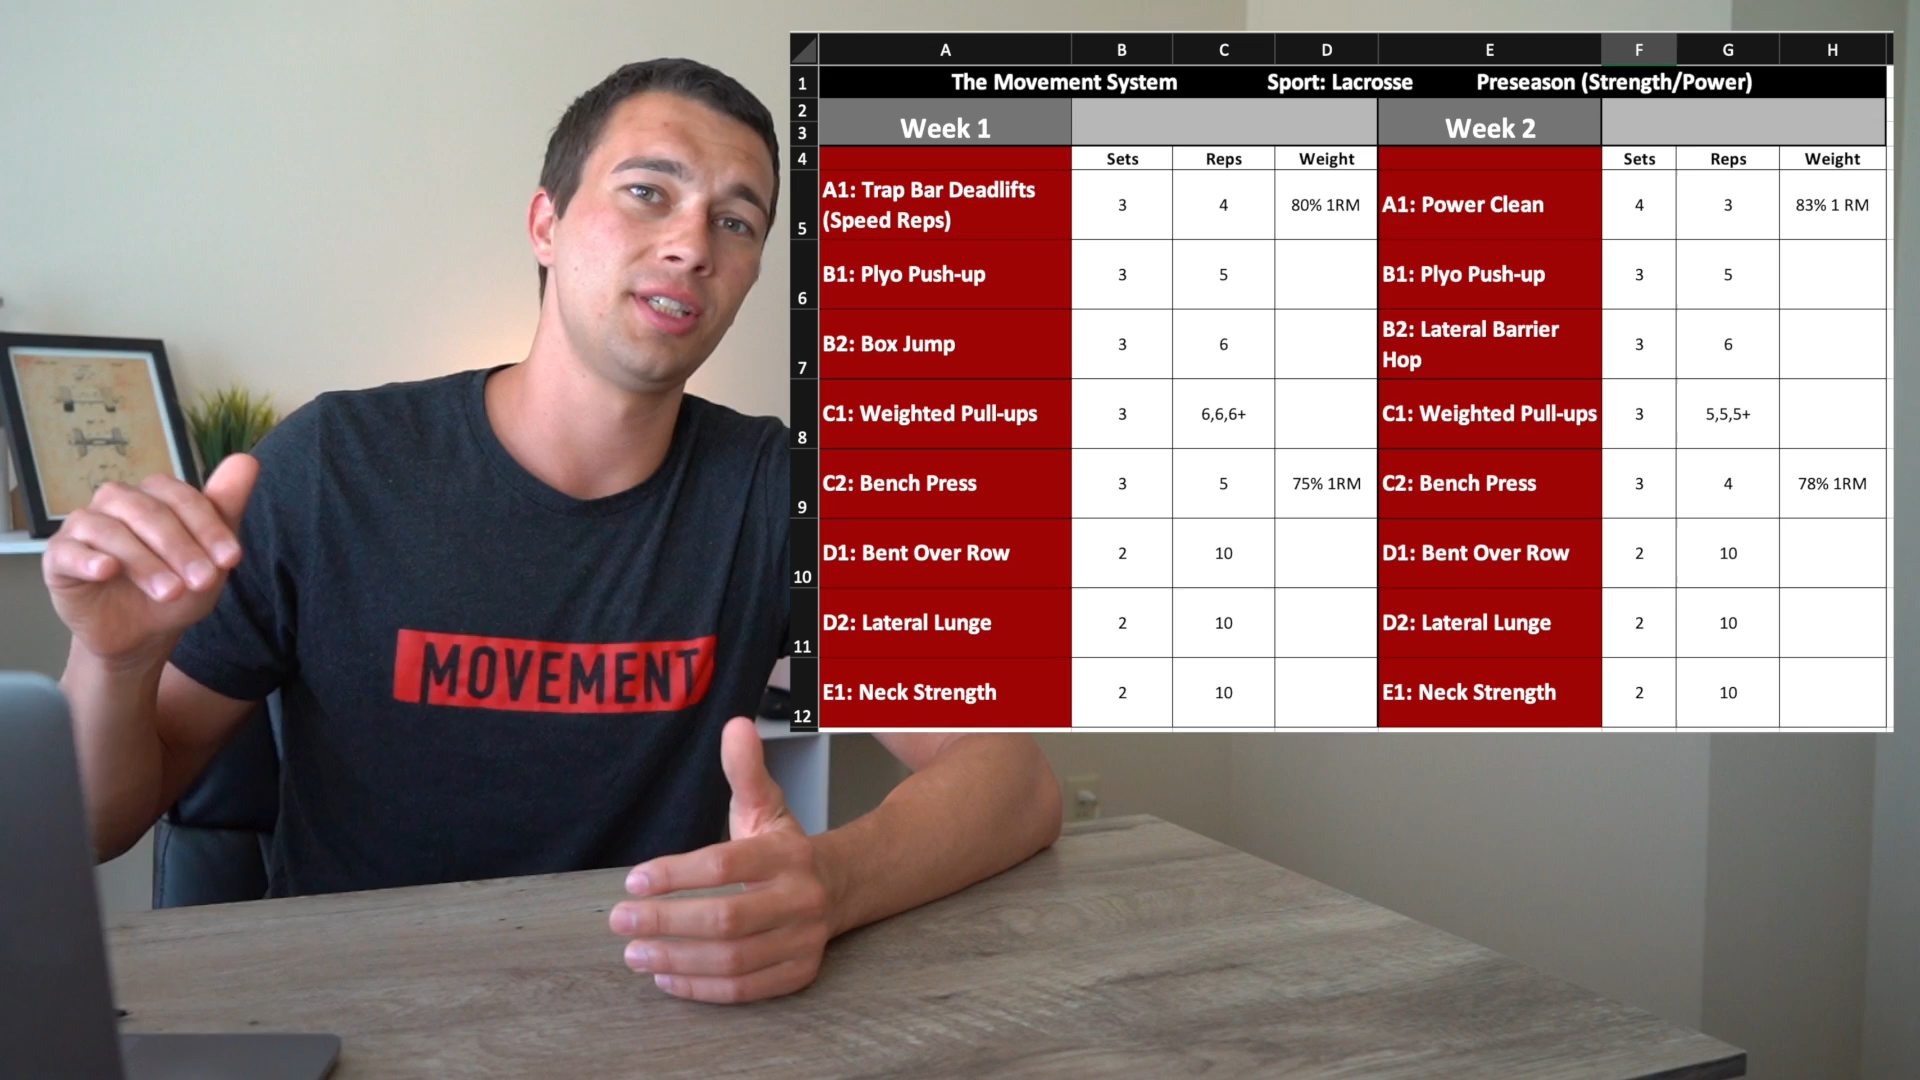 A B C D E F G H
1 The Movement System Sport: Lacrosse Preseason (Strength/Power)
2
3 Week 1 Week 2
4 Sets Reps Weight Sets Reps Weight
A1: Trap Bar Deadlifts
(Speed Reps) 3 4 80% 1RM A1: Power Clean 4 3 83% 1 RM
5
B1: Plyo Push-up 3 5 B1: Plyo Push-up 3 5
6
B2: Box Jump 3 6 B2: Lateral Barrier
Hop 3 6
7
C1: Weighted Pull-ups 3 6,6,6+ C1: Weighted Pull-ups 3 5,5,5+
8
C2: Bench Press 3 5 75% 1RM C2: Bench Press 3 4 78% 1RM
9
D1: Bent Over Row 2 10 D1: Bent Over Row 2 10
10
D2: Lateral Lunge 2 10 D2: Lateral Lunge 2 10
11
E1: Neck Strength 2 10 E1: Neck Strength 2 10
12
MOVEMENT